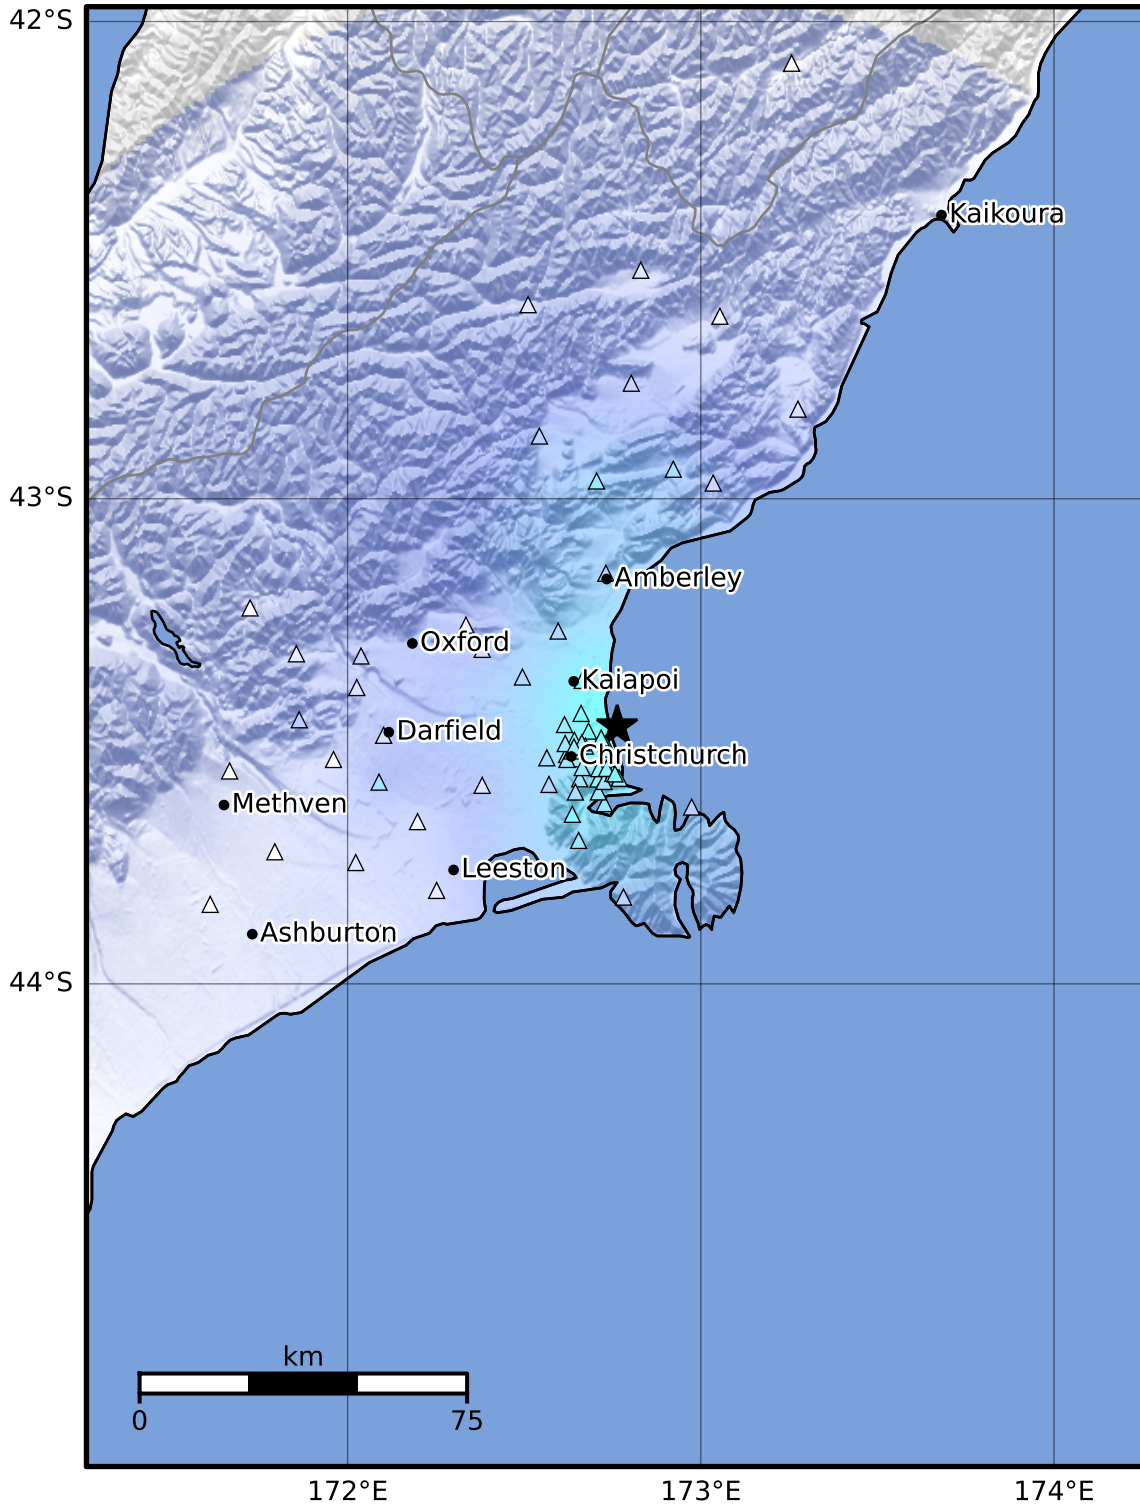 42°S
Kaikoura
43°S
Amberley
Oxford
Kaiapoi
Darfield
Christchurch
Methven
Leeston
Ashburton
44°S
km
0 75
172°E 173°E 174°E